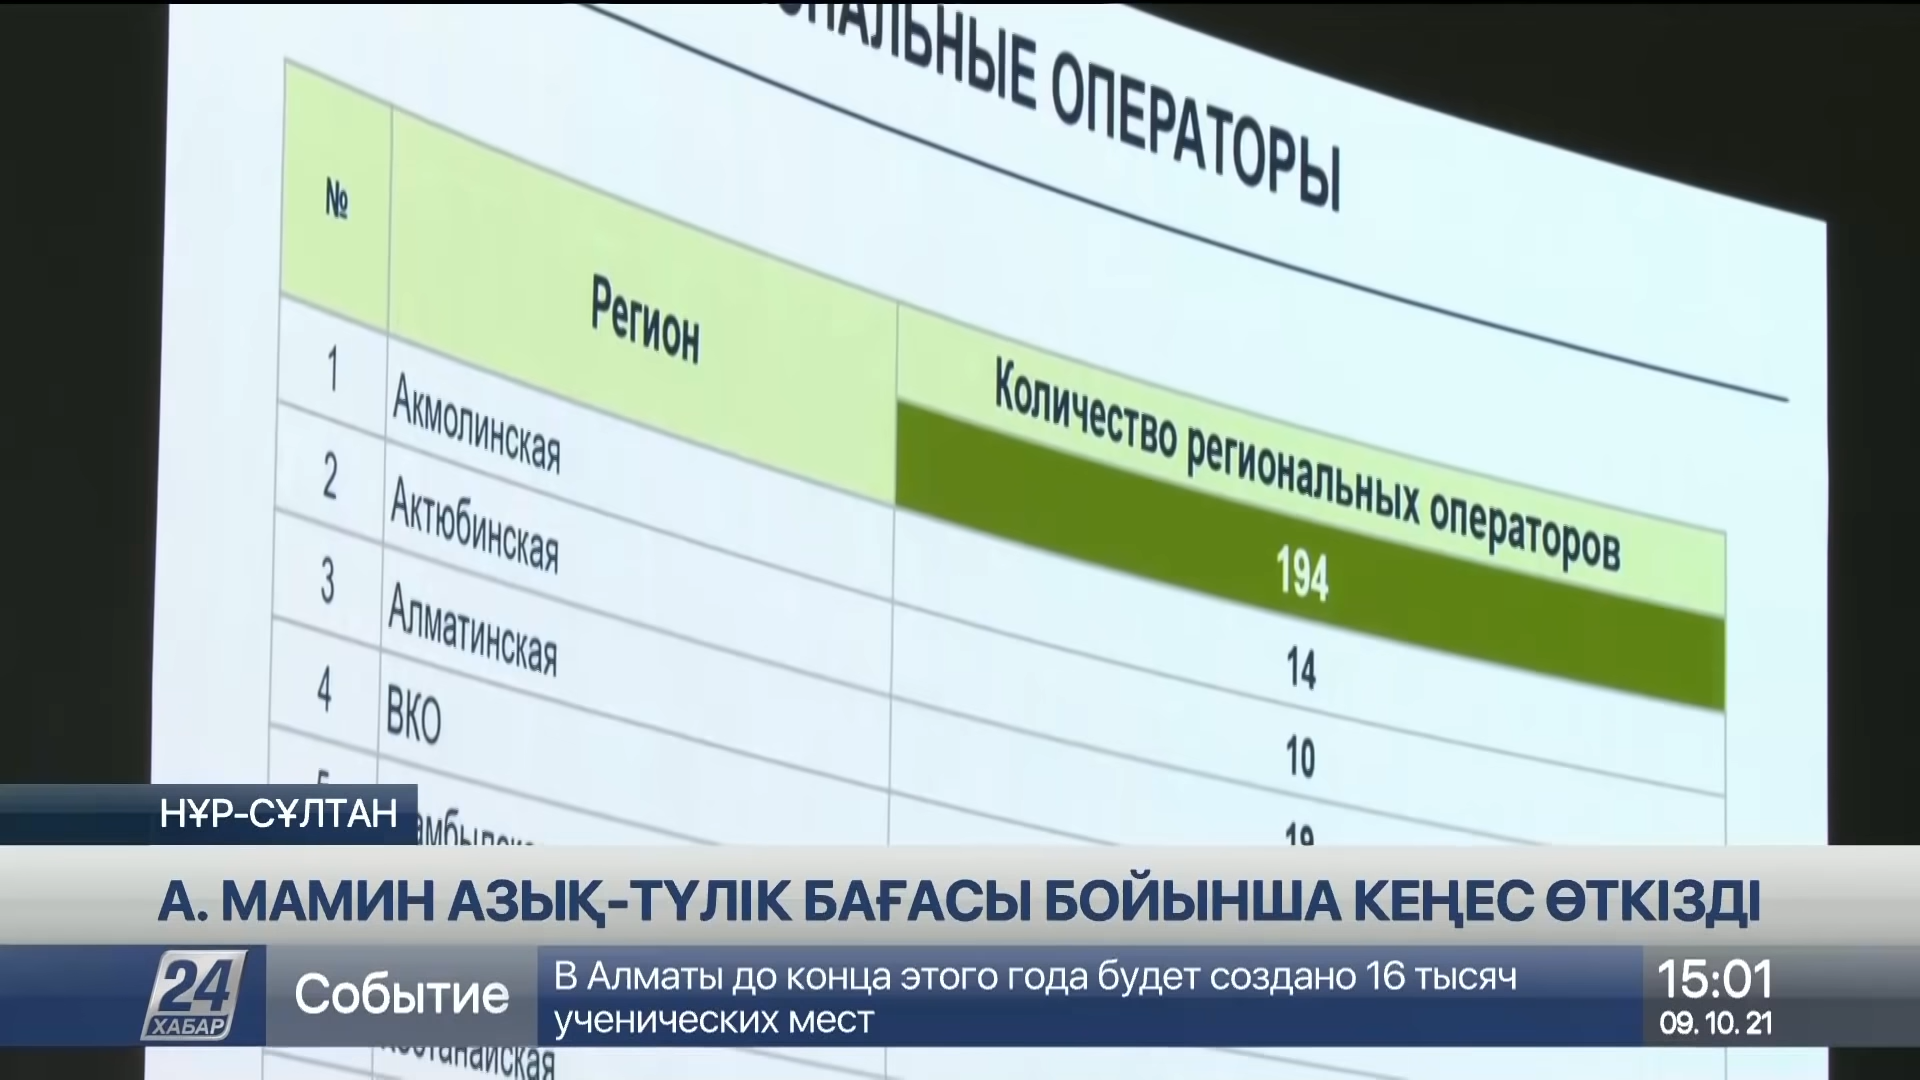 ОПЕРАТОРЫ
№ Регион Количество региональных операторов
194
1 Акмолинская 14
2 Актюбинская 10
3 Алматинская 19
4 ВКО
НҰР-СҰЛТАН
А. МАМИН АЗЫҚ-ТҮЛІК БАҒАСЫ БОЙЫНША КЕҢЕС ӨТКІЗДІ
24
ХАБАР
Событие
В Алматы до конца этого года будет создано 16 тысяч
ученических мест
15:01
09. 10. 21